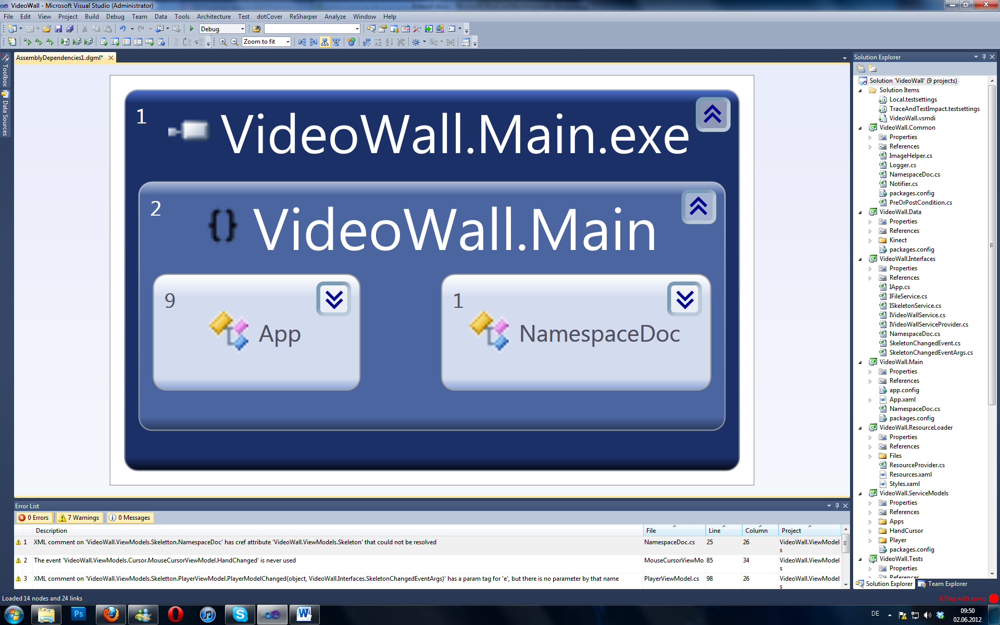 VideoWall - Microsoft Visual Studio (Administrator)
File Edit View Project Build Debug Team Data Tools Architecture Test dotCover ReSharper Analyze Window Help
Debug
Zoom to fit
Toolbox
Data Sources
AssemblyDependencies1.dgml*
1
VideoWall.Main.exe
2
{} VideoWall.Main
9
App
1
NamespaceDoc
Solution Explorer
Solution 'VideoWall' (9 projects)
Solution Items
Local.testsettings
TraceAndTestImpact.testsettings
VideoWall.vsmdi
VideoWall.Common
Properties
References
ImageHelper.cs
Logger.cs
NamespaceDoc.cs
Notifier.cs
packages.config
PreOrPostCondition.cs
VideoWall.Data
Properties
References
Kinect
packages.config
VideoWall.Interfaces
Properties
References
IApp.cs
IFileService.cs
ISkeletonService.cs
IVideoWallService.cs
IVideoWallServiceProvider.cs
NamespaceDoc.cs
SkeletonChangedEvent.cs
SkeletonChangedEventArgs.cs
VideoWall.Main
Properties
References
app.config
App.xaml
NamespaceDoc.cs
packages.config
VideoWall.ResourceLoader
Properties
References
Files
ResourceProvider.cs
Resources.xaml
Styles.xaml
VideoWall.ServiceModels
Properties
References
Apps
HandCursor
Player
packages.config
VideoWall.Tests
Properties
References
Solution Explorer Team Explorer
Error List
0 Errors 7 Warnings 0 Messages
Description File Line Column Project
1 XML comment on 'VideoWall.ViewModels.Skeletton.NamespaceDoc' has cref attribute 'VideoWall.ViewModels.Skeleton' that could not be resolved NamespaceDoc.cs 25 26 VideoWall.ViewModel
s
2 The event 'VideoWall.ViewModels.Cursor.MouseCursorViewModel.HandChanged' is never used MouseCursorViewMo 85 34 VideoWall.ViewModel
s
3 XML comment on 'VideoWall.ViewModels.Skeletton.PlayerViewModel.PlayerModelChanged(object, VideoWall.Interfaces.SkeletonChangedEventArgs)' has a param tag for 'e', but there is no parameter by that name PlayerViewModel.cs 98 26 VideoWall.ViewModel
s
Loaded 14 nodes and 24 links
6 files with errors
Ps
DE
09:50
02.06.2012